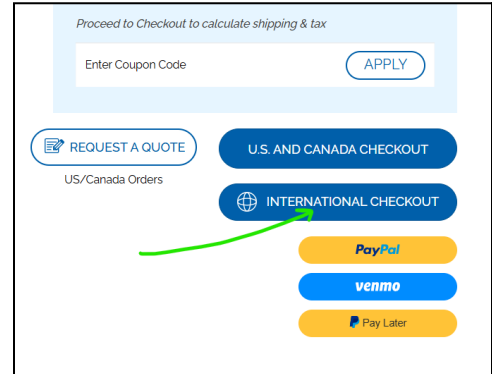 Proceed to Checkout to calculate shipping & tax
Enter Coupon Code
APPLY
REQUEST A QUOTE
US/Canada Orders
U.S. AND CANADA CHECKOUT
INTERNATIONAL CHECKOUT
PayPal
venmo
Pay Later